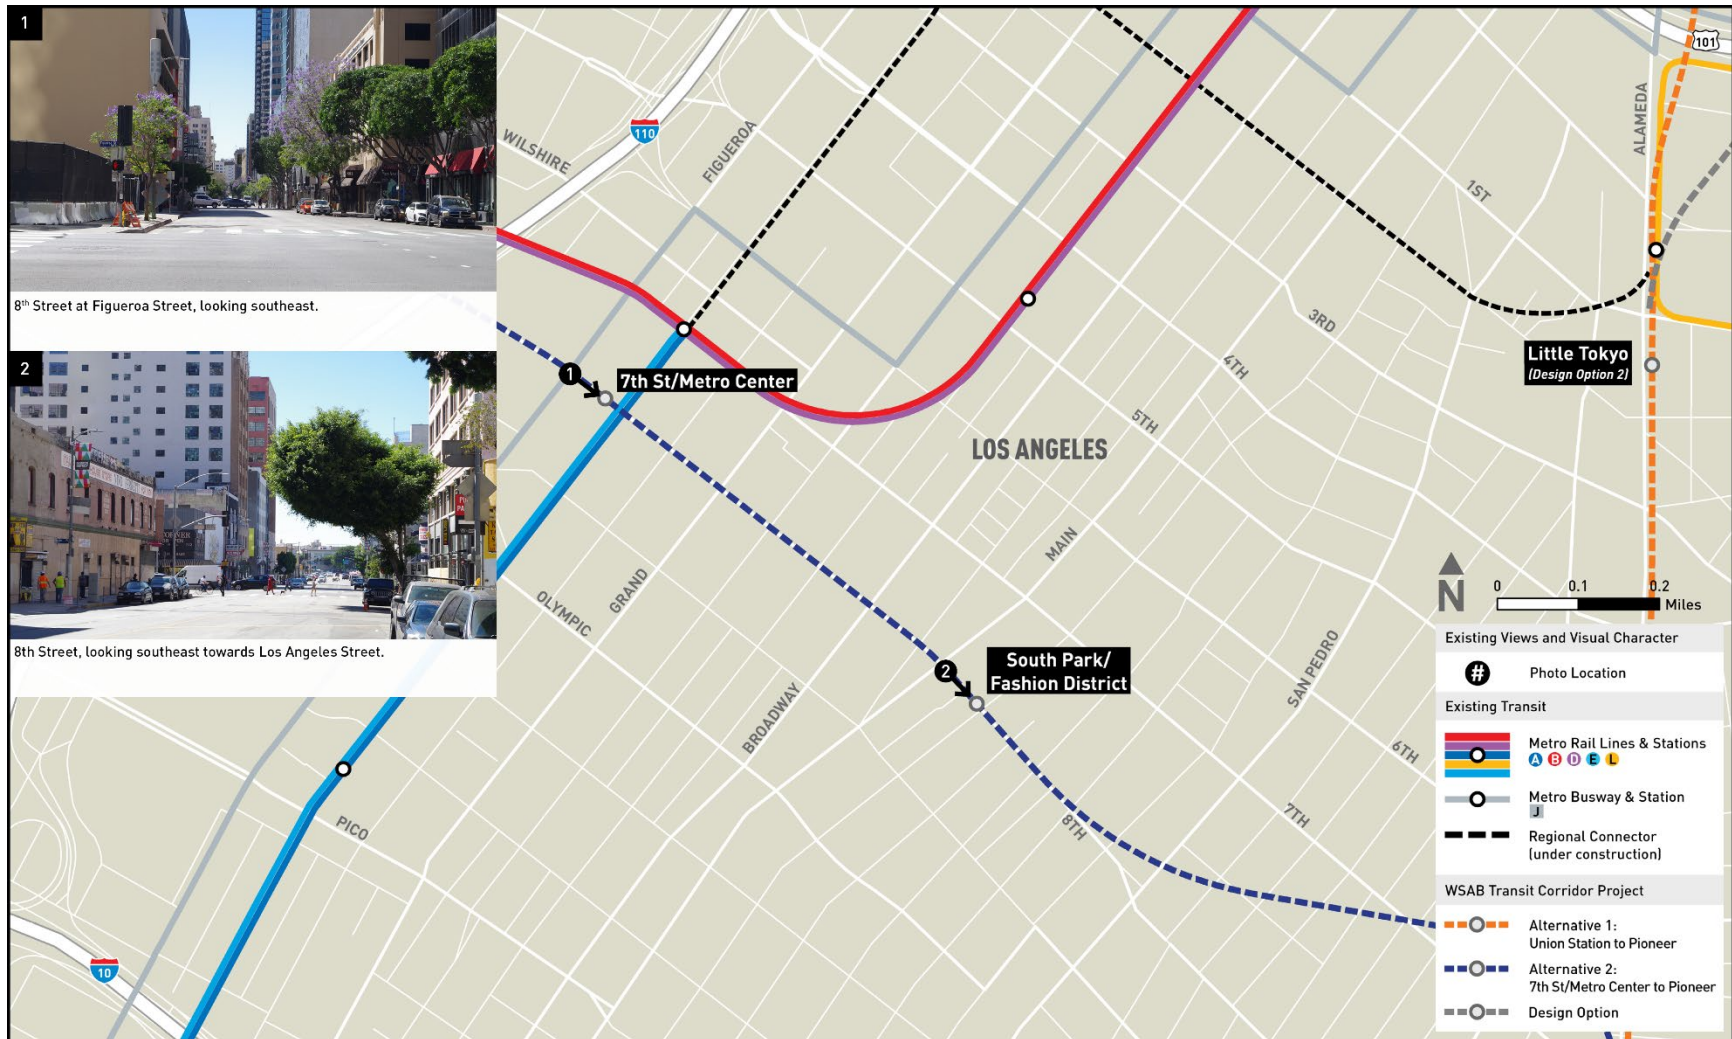 1
8th Street at Figueroa Street, looking southeast.
2
8th Street, looking southeast towards Los Angeles Street.
WILSHIRE
110
FIGUEROA
101
ALAMEDA
1ST
3RD
4TH
5TH
Little Tokyo
(Design Option 2)
1
7th St/Metro Center
LOS ANGELES
MAIN
GRAND
OLYMPIC
BROADWAY
2
South Park/
Fashion District
SAN PEDRO
6TH
7TH
8TH
PICO
10
N
0 0.1 0.2
Miles
Existing Views and Visual Character
# Photo Location
Existing Transit
Metro Rail Lines & Stations
A B D E L
Metro Busway & Station
J
Regional Connector
(under construction)
WSAB Transit Corridor Project
Alternative 1:
Union Station to Pioneer
Alternative 2:
7th St/Metro Center to Pioneer
Design Option